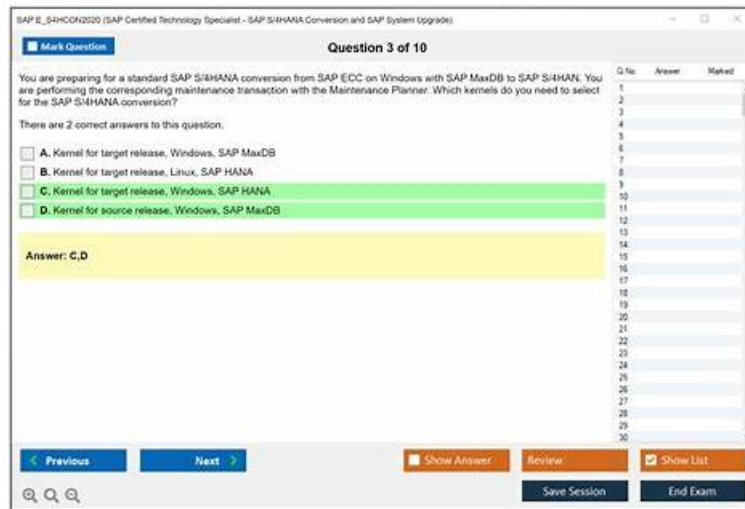 SAP E_S4HCON2020 (SAP Certified Technology Specialist - SAP S/4HANA Conversion and SAP System Upgrade)
Mark Question
Question 3 of 10
Q.No. Answer Marked
You are preparing for a standard SAP S/4HANA conversion from SAP ECC on Windows with SAP MaxDB to SAP S/4HAN. You
are performing the corresponding maintenance transaction with the Maintenance Planner. Which kernels do you need to select
for the SAP S/4HANA conversion?
There are 2 correct answers to this question.
A. Kernel for target release, Windows, SAP MaxDB
B. Kernel for target release, Linux, SAP HANA
C. Kernel for target release, Windows, SAP HANA
D. Kernel for source release, Windows, SAP MaxDB
Answer: C,D
1
2
3
4
5
6
7
8
9
10
11
12
13
14
15
16
17
18
19
20
21
22
23
24
25
26
27
28
29
30
Previous
Next
Show Answer
Review
Show List
Save Session
End Exam